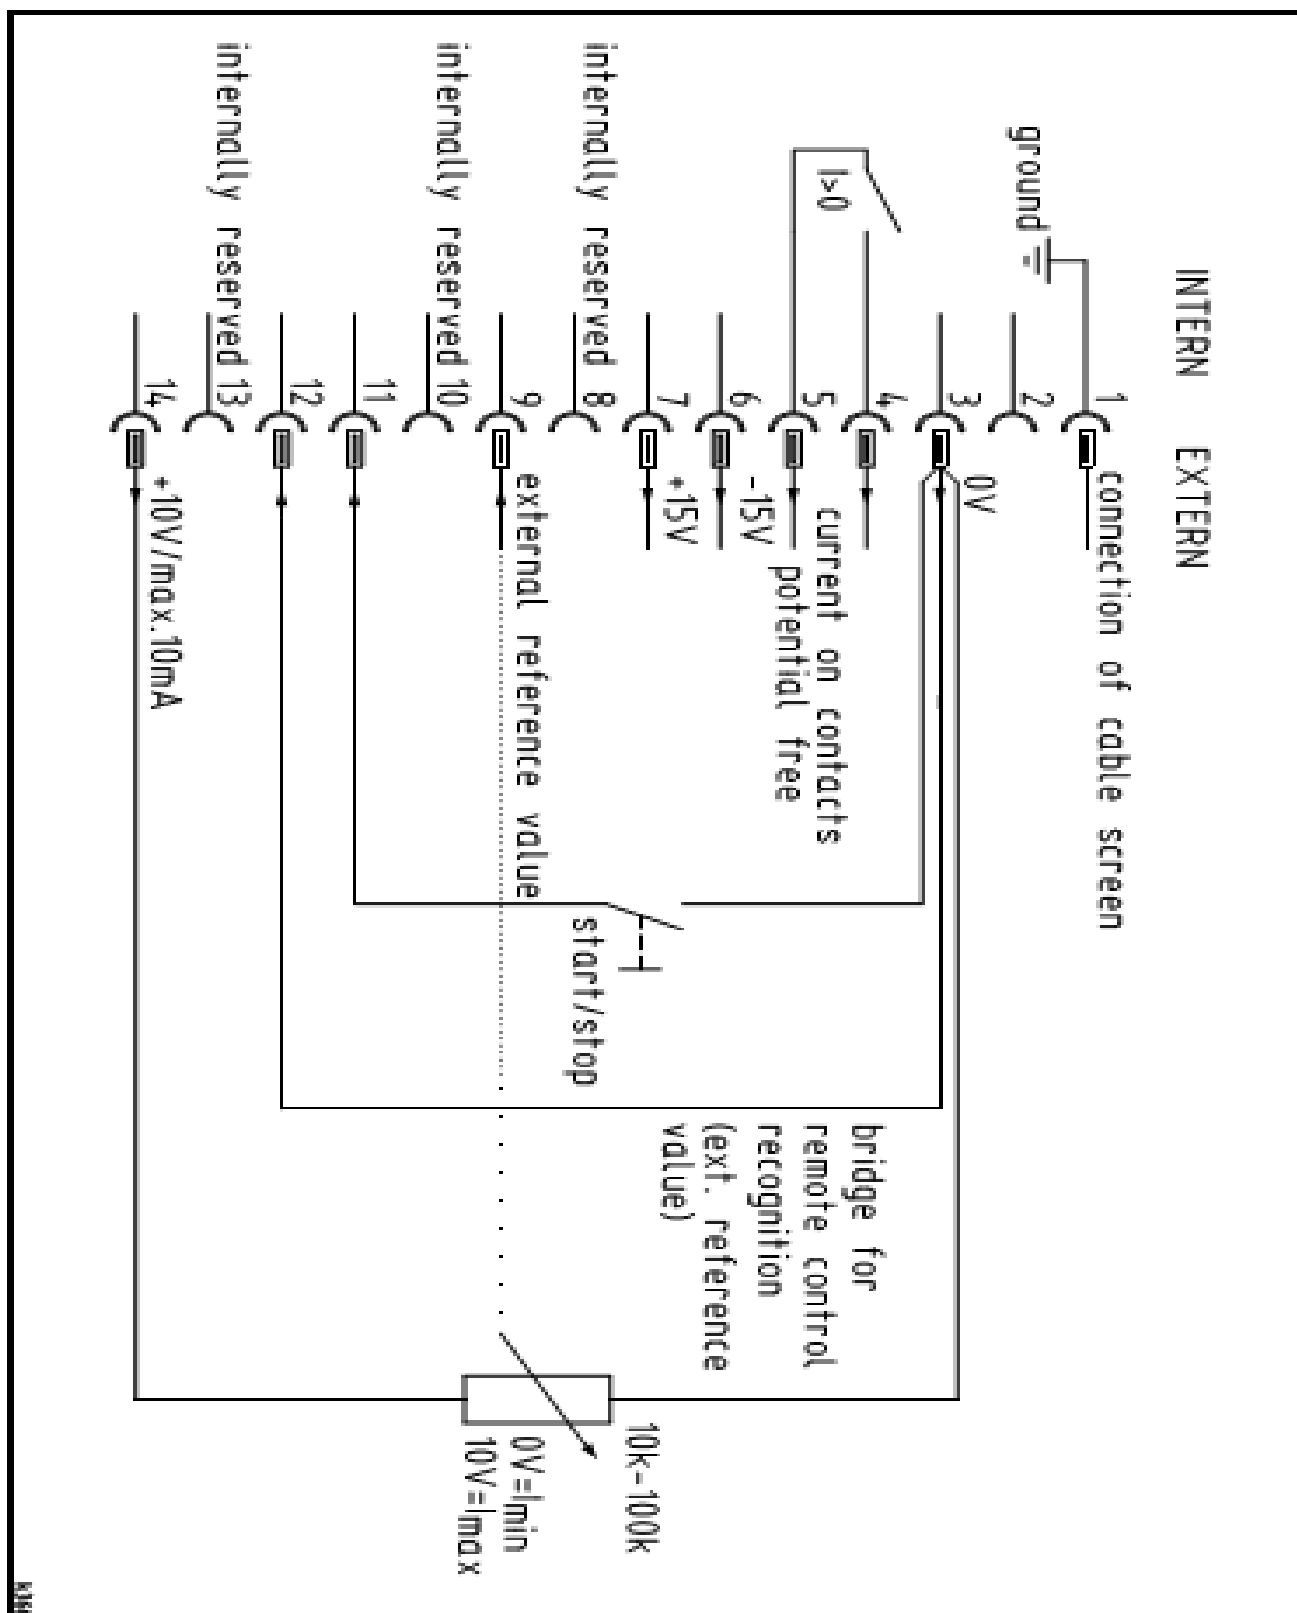 INTERN EXTERN
ground
1 connection of cable screen
2
3 0V
4
I>0
5
current on contacts
potential free
6 -15V
7 +15V
internally reserved 8
9 external reference value
internally reserved 10
11
12
internally reserved 13
14 +10V/max.10mA
start/stop
bridge for
remote control
recognition
(ext. reference
value)
10k-100k
0V=Imin
10V=Imax